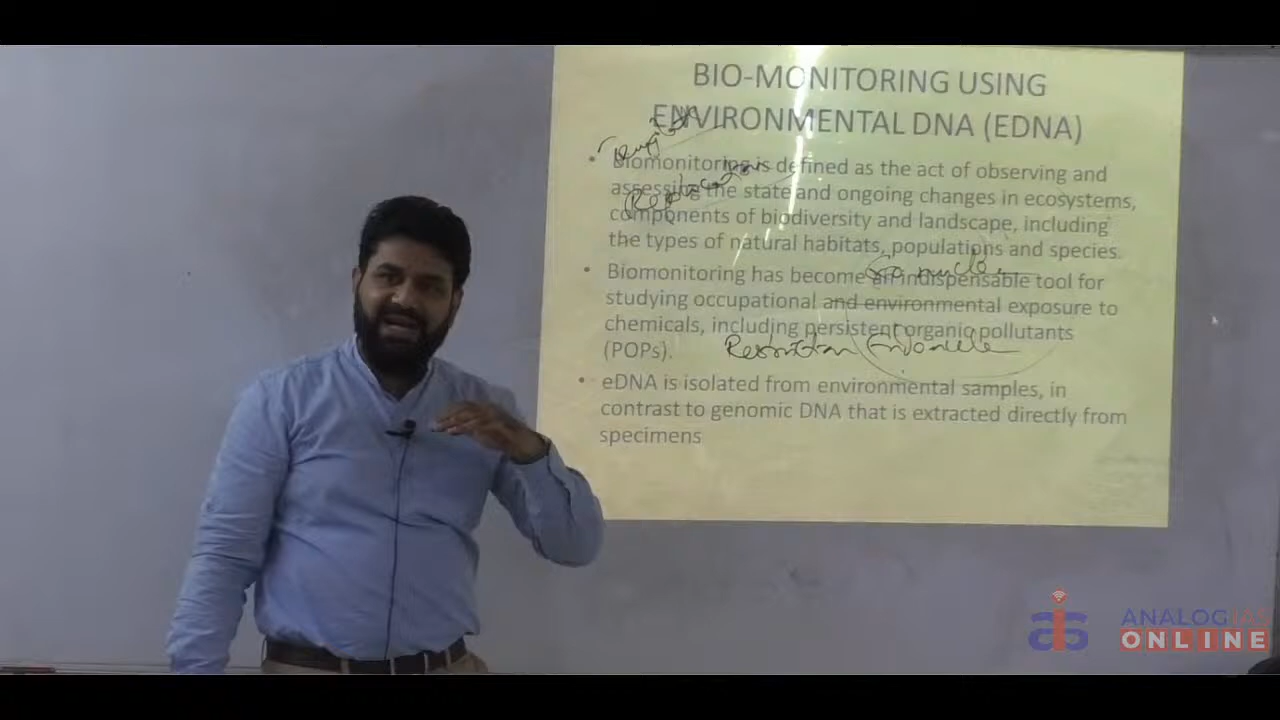 BIO-MONITORING USING
ENVIRONMENTAL DNA (EDNA)
• Biomonitoring is defined as the act of observing and
assessing the state and ongoing changes in ecosystems,
components of biodiversity and landscape, including
the types of natural habitats, populations and species.
• Biomonitoring has become an indispensable tool for
studying occupational and environmental exposure to
chemicals, including persistent organic pollutants
(POPs).
Restriction
• eDNA is isolated from environmental samples, in
contrast to genomic DNA that is extracted directly from
specimens
ANALOG IAS
ONLINE